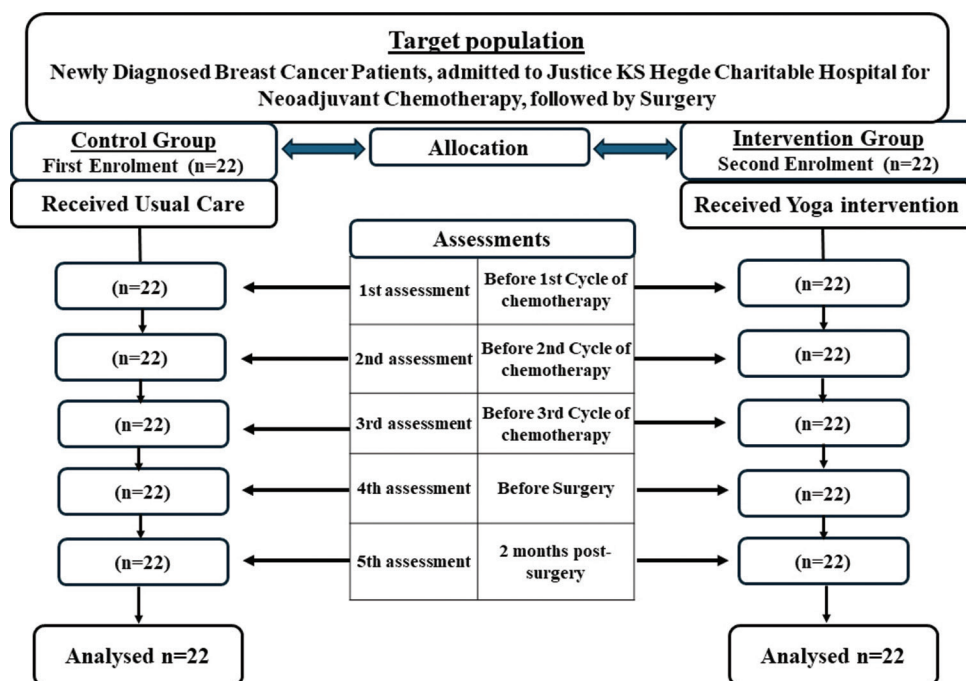 Target population
Newly Diagnosed Breast Cancer Patients, admitted to Justice KS Hegde Charitable Hospital for
Neoadjuvant Chemotherapy, followed by Surgery
Control Group
First Enrolment (n=22)
Allocation
Intervention Group
Second Enrolment (n=22)
Received Usual Care
Received Yoga intervention
Assessments
(n=22)
1st assessment
Before 1st Cycle of
chemotherapy
(n=22)
(n=22)
2nd assessment
Before 2nd Cycle of
chemotherapy
(n=22)
(n=22)
3rd assessment
Before 3rd Cycle of
chemotherapy
(n=22)
(n=22)
4th assessment
Before Surgery
(n=22)
(n=22)
5th assessment
2 months post-
surgery
(n=22)
Analysed n=22
Analysed n=22